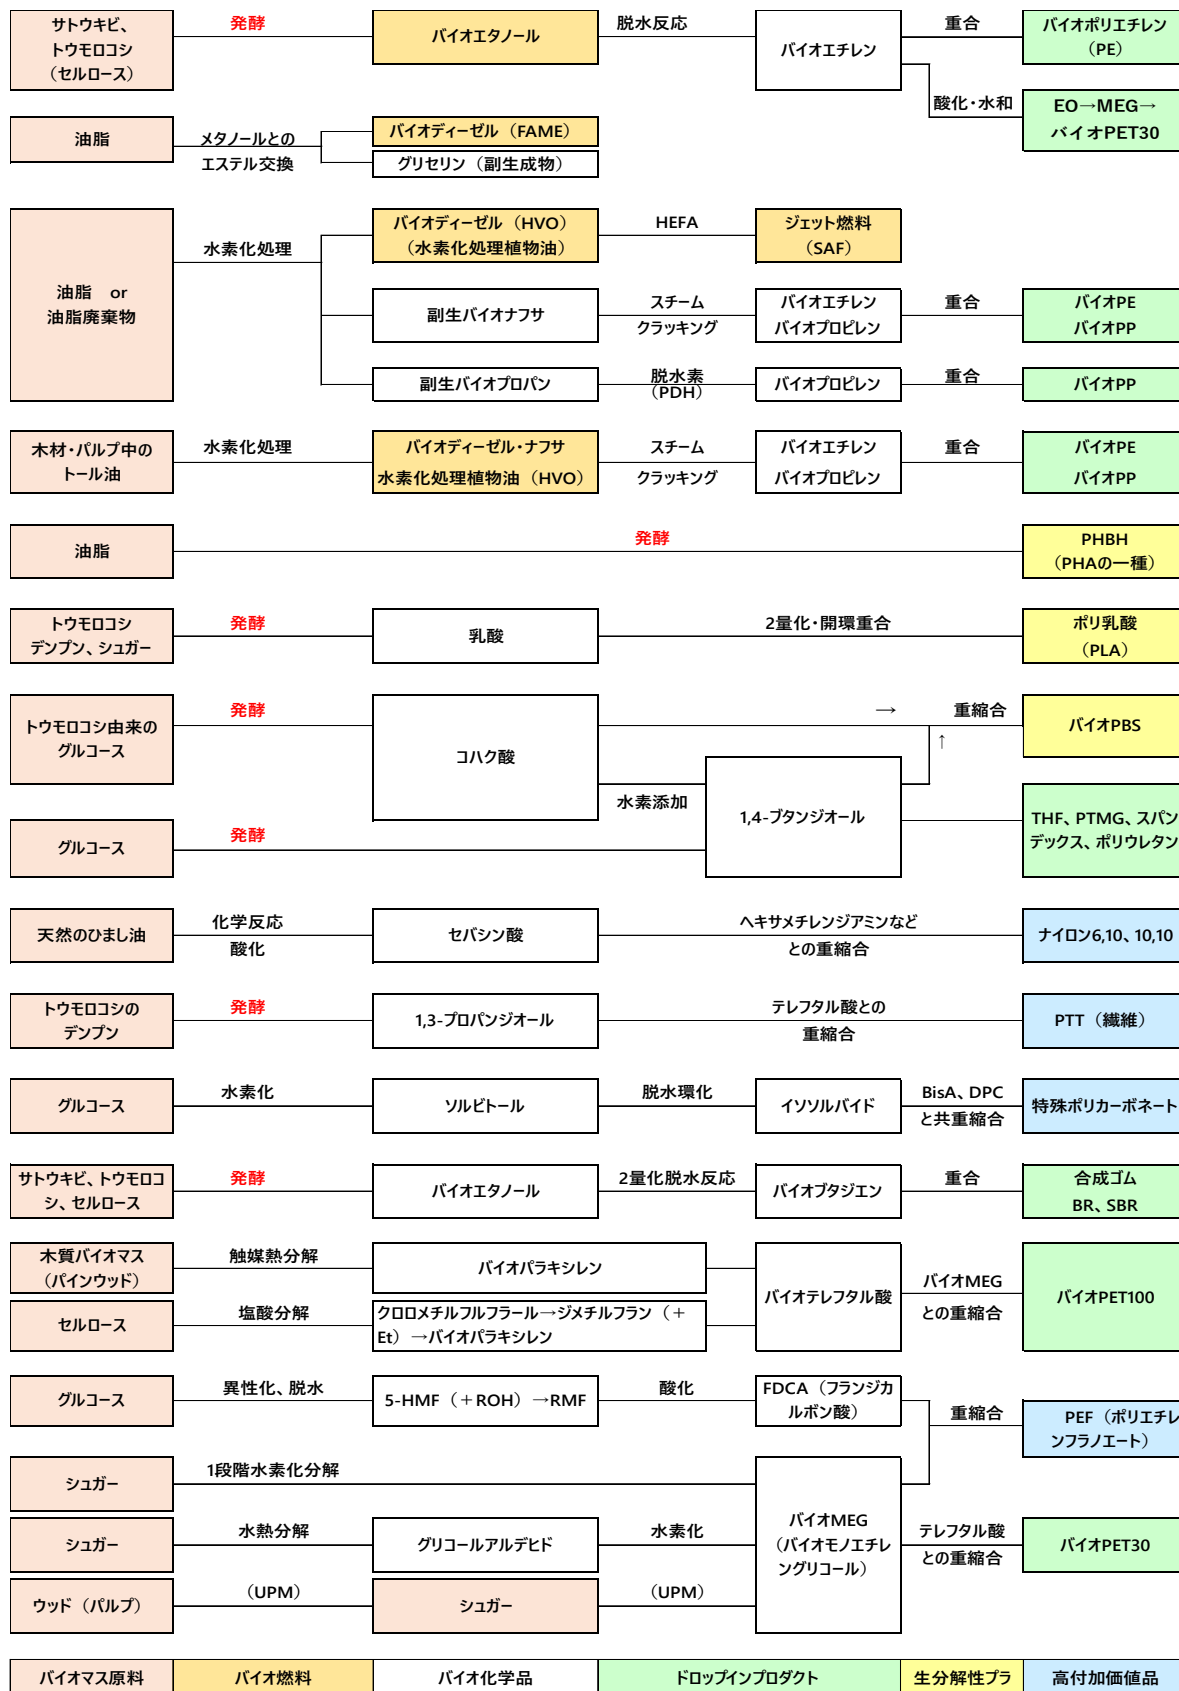 サトウキビ、
トウモロコシ
（セルロース）
発酵
バイオエタノール
脱水反応
バイオエチレン
重合
バイオポリエチレン
（PE）
酸化・水和
EO→MEG→
バイオPET30
油脂
メタノールとの
エステル交換
バイオディーゼル（FAME）
グリセリン（副生成物）
油脂　or
油脂廃棄物
水素化処理
バイオディーゼル（HVO）
（水素化処理植物油）
HEFA
ジェット燃料
（SAF）
副生バイオナフサ
スチーム
クラッキング
バイオエチレン
バイオプロピレン
重合
バイオPE
バイオPP
副生バイオプロパン
脱水素
（PDH）
バイオプロピレン
重合
バイオPP
木材・パルプ中の
トール油
水素化処理
バイオディーゼル・ナフサ
水素化処理植物油（HVO）
スチーム
クラッキング
バイオエチレン
バイオプロピレン
重合
バイオPE
バイオPP
油脂
発酵
PHBH
（PHAの一種）
トウモロコシ
デンプン、シュガー
発酵
乳酸
2量化・開環重合
ポリ乳酸
（PLA）
トウモロコシ由来の
グルコース
発酵
コハク酸
→
重縮合
↑
バイオPBS
水素添加
1,4-ブタンジオール
THF、PTMG、スパン
デックス、ポリウレタン
グルコース
発酵
天然のひまし油
化学反応
酸化
セバシン酸
ヘキサメチレンジアミンなど
との重縮合
ナイロン6,10、10,10
トウモロコシの
デンプン
発酵
1,3-プロパンジオール
テレフタル酸との
重縮合
PTT（繊維）
グルコース
水素化
ソルビトール
脱水環化
イソソルバイド
BisA、DPC
と共重縮合
特殊ポリカーボネート
サトウキビ、トウモロコ
シ、セルロース
発酵
バイオエタノール
2量化脱水反応
バイオブタジエン
重合
合成ゴム
BR、SBR
木質バイオマス
（パインウッド）
触媒熱分解
バイオパラキシレン
バイオテレフタル酸
バイオMEG
との重縮合
バイオPET100
セルロース
塩酸分解
クロロメチルフルフラール→ジメチルフラン（＋
Et）→バイオパラキシレン
グルコース
異性化、脱水
5-HMF（＋ROH）→RMF
酸化
FDCA（フランジカ
ルボン酸）
重縮合
PEF（ポリエチレ
ンフラノエート）
シュガー
1段階水素化分解
バイオMEG
（バイオモノエチレ
ングリコール）
シュガー
水熱分解
グリコールアルデヒド
水素化
テレフタル酸
との重縮合
バイオPET30
ウッド（パルプ）
（UPM）
シュガー
（UPM）
バイオマス原料
バイオ燃料
バイオ化学品
ドロップインプロダクト
生分解性プラ
高付加価値品